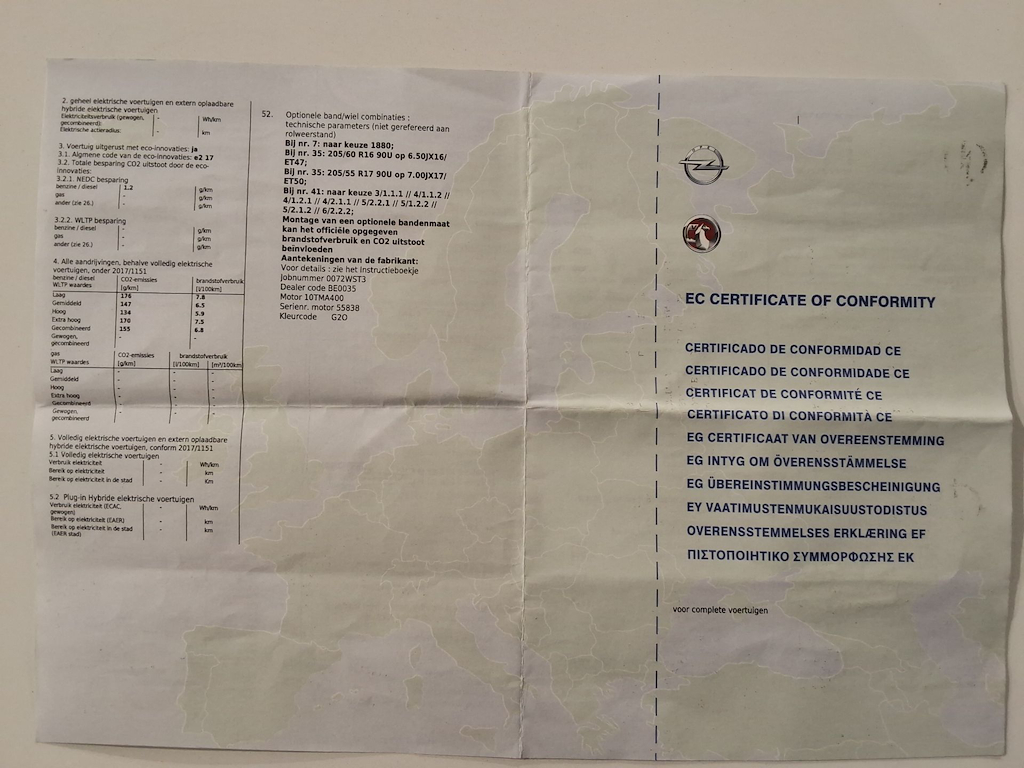 2. geheel elektrische voertuigen en extern oplaadbare
hybride elektrische voertuigen
Elektriciteitsverbruik (gewogen, gecombineerd): - Wh/km
Elektrische actieradius: - km
3. Voertuig uitgerust met eco-innovaties: ja
3.1. Algmene code van de eco-innovaties: e2 17
3.2. Totale besparing CO2 uitstoot door de eco-
innovaties:
3.2.1. NEDC besparing
benzine / diesel 1.2 g/km
gas - g/km
ander (zie 26.) - g/km
3.2.2. WLTP besparing
benzine / diesel - g/km
gas - g/km
ander (zie 26.) - g/km
4. Alle aandrijvingen, behalve volledig elektrische
voertuigen, onder 2017/1151
benzine / diesel CO2-emissies brandstofverbruik
WLTP waardes [g/km] [l/100km]
Laag 176 7.8
Gemiddeld 147 6.5
Hoog 134 5.9
Extra hoog 170 7.5
Gecombineerd 155 6.8
Gewogen, gecombineerd - -
gas CO2-emissies brandstofverbruik
WLTP waardes [g/km] [l/100km] [m³/100km]
Laag - - -
Gemiddeld - - -
Hoog - - -
Extra hoog - - -
Gecombineerd - - -
Gewogen, gecombineerd - - -
5. Volledig elektrische voertuigen en extern oplaadbare
hybride elektrische voertuigen, conform 2017/1151
5.1 Volledig elektrische voertuigen
Verbruik elektriciteit - Wh/km
Bereik op elektriciteit - km
Bereik op elektriciteit in de stad - Km
5.2 Plug-in Hybride elektrische voertuigen
Verbruik elektriciteit (ECAC, gewogen) - Wh/km
Bereik op elektriciteit (EAER) - km
Bereik op elektriciteit in de stad (EAER stad) - km
52. Optionele band/wiel combinaties :
technische parameters (niet gerefereerd aan
rolweerstand)
Bij nr. 7: naar keuze 1880;
Bij nr. 35: 205/60 R16 90U op 6.50JX16/
ET47;
Bij nr. 35: 205/55 R17 90U op 7.00JX17/
ET50;
Bij nr. 41: naar keuze 3/1.1.1 // 4/1.1.2 //
4/1.2.1 // 4/2.1.1 // 5/2.2.1 // 5/1.2.2 //
5/2.1.2 // 6/2.2.2;
Montage van een optionele bandenmaat
kan het officiële opgegeven
brandstofverbruik en CO2 uitstoot
beïnvloeden
Aantekeningen van de fabrikant:
Voor details : zie het instructieboekje
Jobnummer 0072WST3
Dealer code BE0035
Motor 10TMA400
Serienr. motor 55838
Kleurcode G2O
EC CERTIFICATE OF CONFORMITY
CERTIFICADO DE CONFORMIDAD CE
CERTIFICADO DE CONFORMIDADE CE
CERTIFICAT DE CONFORMITÉ CE
CERTIFICATO DI CONFORMITÀ CE
EG CERTIFICAAT VAN OVEREENSTEMMING
EG INTYG OM ÖVERENSSTÄMMELSE
EG ÜBEREINSTIMMUNGSBESCHEINIGUNG
EY VAATIMUSTENMUKAISUUSTODISTUS
OVERENSSTEMMELSES ERKLÆRING EF
ΠΙΣΤΟΠΟΙΗΤΙΚΟ ΣΥΜΜΟΡΦΩΣΗΣ ΕΚ
voor complete voertuigen